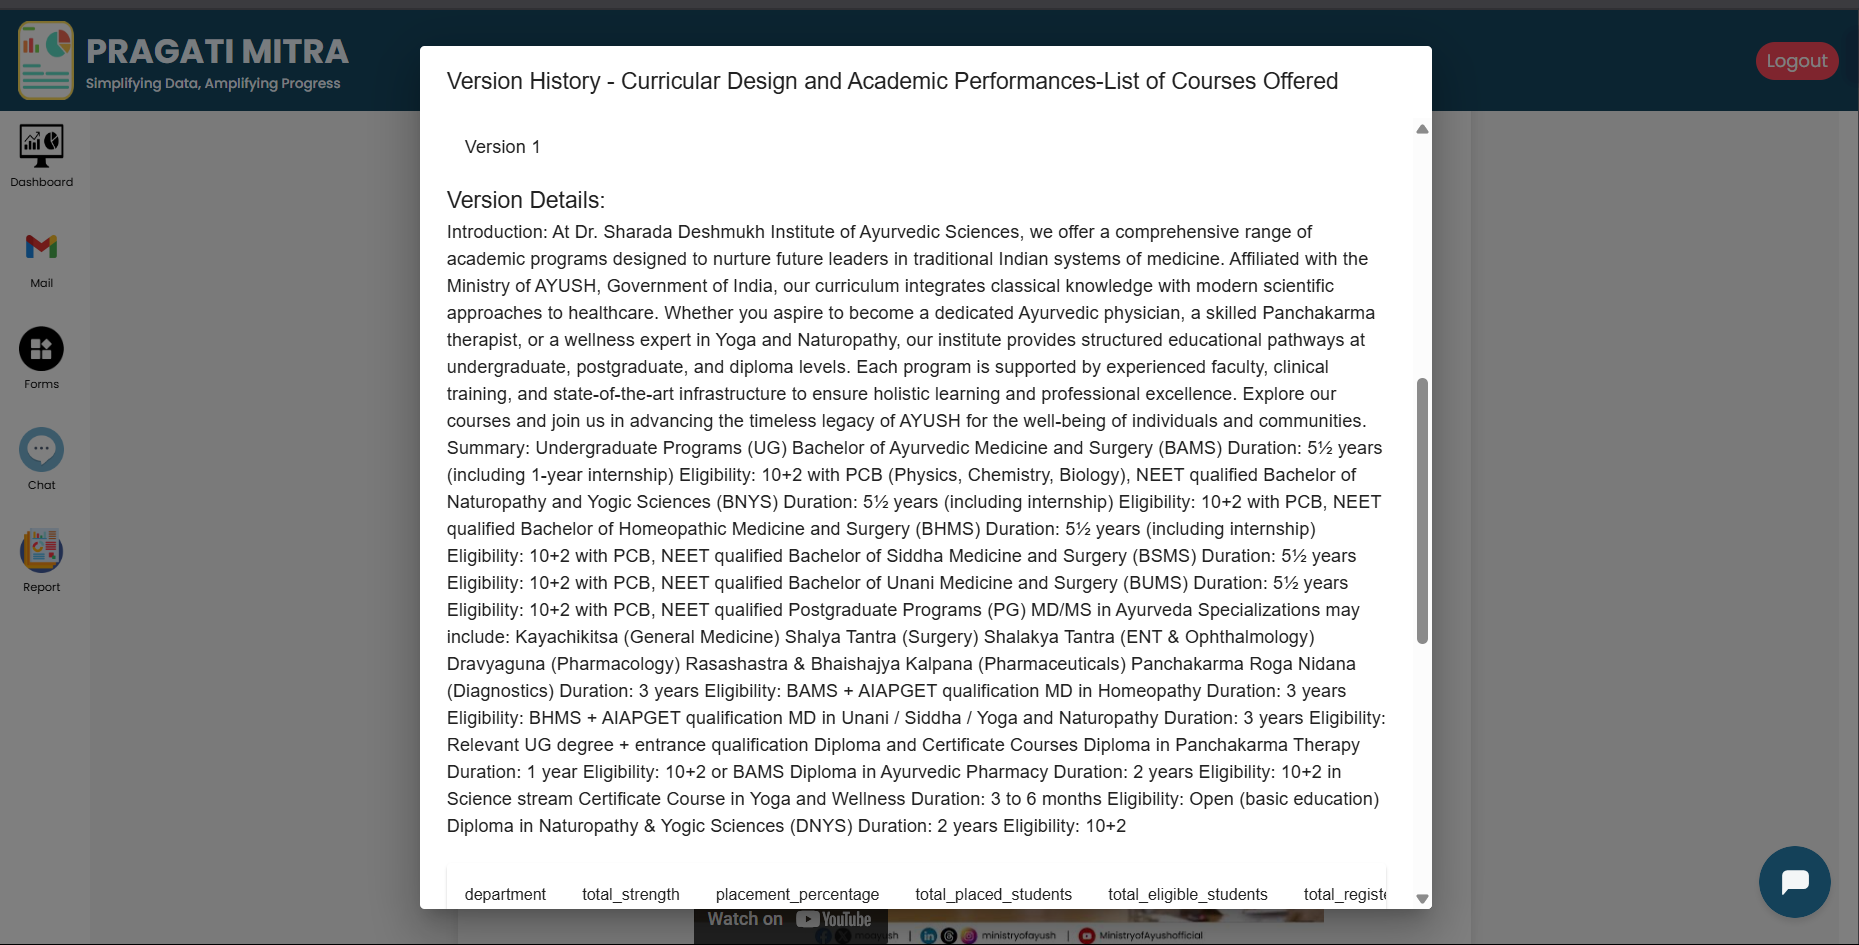 PRAGATI MITRA
Simplifying Data, Amplifying Progress
Logout
Dashboard
Mail
Forms
Chat
Report
Version History - Curricular Design and Academic Performances-List of Courses Offered
Version 1
Version Details:
Introduction: At Dr. Sharada Deshmukh Institute of Ayurvedic Sciences, we offer a comprehensive range of
academic programs designed to nurture future leaders in traditional Indian systems of medicine. Affiliated with the
Ministry of AYUSH, Government of India, our curriculum integrates classical knowledge with modern scientific
approaches to healthcare. Whether you aspire to become a dedicated Ayurvedic physician, a skilled Panchakarma
therapist, or a wellness expert in Yoga and Naturopathy, our institute provides structured educational pathways at
undergraduate, postgraduate, and diploma levels. Each program is supported by experienced faculty, clinical
training, and state-of-the-art infrastructure to ensure holistic learning and professional excellence. Explore our
courses and join us in advancing the timeless legacy of AYUSH for the well-being of individuals and communities.
Summary: Undergraduate Programs (UG) Bachelor of Ayurvedic Medicine and Surgery (BAMS) Duration: 5½ years
(including 1-year internship) Eligibility: 10+2 with PCB (Physics, Chemistry, Biology), NEET qualified Bachelor of
Naturopathy and Yogic Sciences (BNYS) Duration: 5½ years (including internship) Eligibility: 10+2 with PCB, NEET
qualified Bachelor of Homeopathic Medicine and Surgery (BHMS) Duration: 5½ years (including internship)
Eligibility: 10+2 with PCB, NEET qualified Bachelor of Siddha Medicine and Surgery (BSMS) Duration: 5½ years
Eligibility: 10+2 with PCB, NEET qualified Bachelor of Unani Medicine and Surgery (BUMS) Duration: 5½ years
Eligibility: 10+2 with PCB, NEET qualified Postgraduate Programs (PG) MD/MS in Ayurveda Specializations may
include: Kayachikitsa (General Medicine) Shalya Tantra (Surgery) Shalakya Tantra (ENT & Ophthalmology)
Dravyaguna (Pharmacology) Rasashastra & Bhaishajya Kalpana (Pharmaceuticals) Panchakarma Roga Nidana
(Diagnostics) Duration: 3 years Eligibility: BAMS + AIAPGET qualification MD in Homeopathy Duration: 3 years
Eligibility: BHMS + AIAPGET qualification MD in Unani / Siddha / Yoga and Naturopathy Duration: 3 years Eligibility:
Relevant UG degree + entrance qualification Diploma and Certificate Courses Diploma in Panchakarma Therapy
Duration: 1 year Eligibility: 10+2 or BAMS Diploma in Ayurvedic Pharmacy Duration: 2 years Eligibility: 10+2 in
Science stream Certificate Course in Yoga and Wellness Duration: 3 to 6 months Eligibility: Open (basic education)
Diploma in Naturopathy & Yogic Sciences (DNYS) Duration: 2 years Eligibility: 10+2
department total_strength placement_percentage total_placed_students total_eligible_students total_registe
Watch on YouTube
moayush | ministryofayush | MinistryofAyushofficial